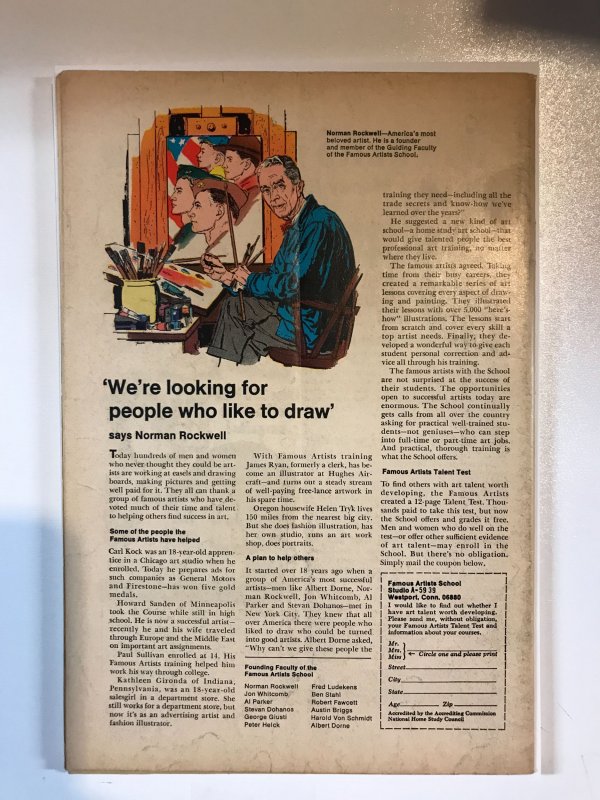 Norman Rockwell—America's most
beloved artist. He is a founder
and member of the Guiding Faculty
of the Famous Artists School.
'We're looking for
people who like to draw'
says Norman Rockwell
Today hundreds of men and women
who never thought they could be art-
ists are working at easels and drawing
boards, making pictures and getting
well paid for it. They all can thank a
group of famous artists who have de-
voted much of their time and talent
to helping others find success in art.
Some of the people the
Famous Artists have helped
Carl Kock was an 18-year-old appren-
tice in a Chicago art studio when he
enrolled. Today he prepares ads for
such companies as General Motors
and Firestone—has won five gold
medals.
Howard Sanden of Minneapolis
took the Course while still in high
school. He is now a successful artist—
recently he and his wife traveled
through Europe and the Middle East
on important art assignments.
Paul Sullivan enrolled at 14. His
Famous Artists training helped him
work his way through college.
Kathleen Gironda of Indiana,
Pennsylvania, was an 18-year-old
salesgirl in a department store. She
still works for a department store, but
now it's as an advertising artist and
fashion illustrator.
With Famous Artists training
James Ryan, formerly a clerk, has be-
come an illustrator at Hughes Air-
craft—and turns out a steady stream
of well-paying free-lance artwork in
his spare time.
Oregon housewife Helen Tryk lives
150 miles from the nearest big city.
But she does fashion illustration, has
her own studio, runs an art work
shop, does portraits.
A plan to help others
It started over 18 years ago when a
group of America's most successful
artists—men like Albert Dorne, Nor-
man Rockwell, Jon Whitcomb, Al
Parker and Stevan Dohanos—met in
New York City. They knew that all
over America there were people who
liked to draw who could be turned
into good artists. Albert Dorne asked,
"Why can't we give these people the
Founding Faculty of the
Famous Artists School
Norman Rockwell
Jon Whitcomb
Al Parker
Stevan Dohanos
George Giusti
Peter Helck
Fred Ludekens
Ben Stahl
Robert Fawcett
Austin Briggs
Harold Von Schmidt
Albert Dorne
training they need—including all the
trade secrets and know-how we've
learned over the years?"
He suggested a new kind of art
school—a home study art school—that
would give talented people the best
professional art training, no matter
where they live.
The famous artists agreed. Taking
time from their busy careers, they
created a remarkable series of art
lessons covering every aspect of draw-
ing and painting. They illustrated
their lessons with over 5,000 "here's-
how" illustrations. The lessons start
from scratch and cover every skill a
top artist needs. Finally, they de-
veloped a wonderful way to give each
student personal correction and ad-
vice all through his training.
The famous artists with the School
are not surprised at the success of
their students. The opportunities
open to successful artists today are
enormous. The School continually
gets calls from all over the country
asking for practical well-trained stu-
dents—not geniuses—who can step
into full-time or part-time art jobs.
And practical, thorough training is
what the School offers.
Famous Artists Talent Test
To find others with art talent worth
developing, the Famous Artists
created a 12-page Talent Test. Thou-
sands paid to take this test, but now
the School offers and grades it free.
Men and women who do well on the
test—or offer other sufficient evidence
of art talent—may enroll in the
School. But there's no obligation.
Simply mail the coupon below.
Famous Artists School
Studio A-5939
Westport, Conn. 06880
I would like to find out whether I
have art talent worth developing.
Please send me, without obligation,
your Famous Artists Talent Test and
information about your courses.
Mr.
Mrs.
Miss
← Circle one and please print
Street
City
State
Age Zip
Accredited by the Accrediting Commission
National Home Study Council